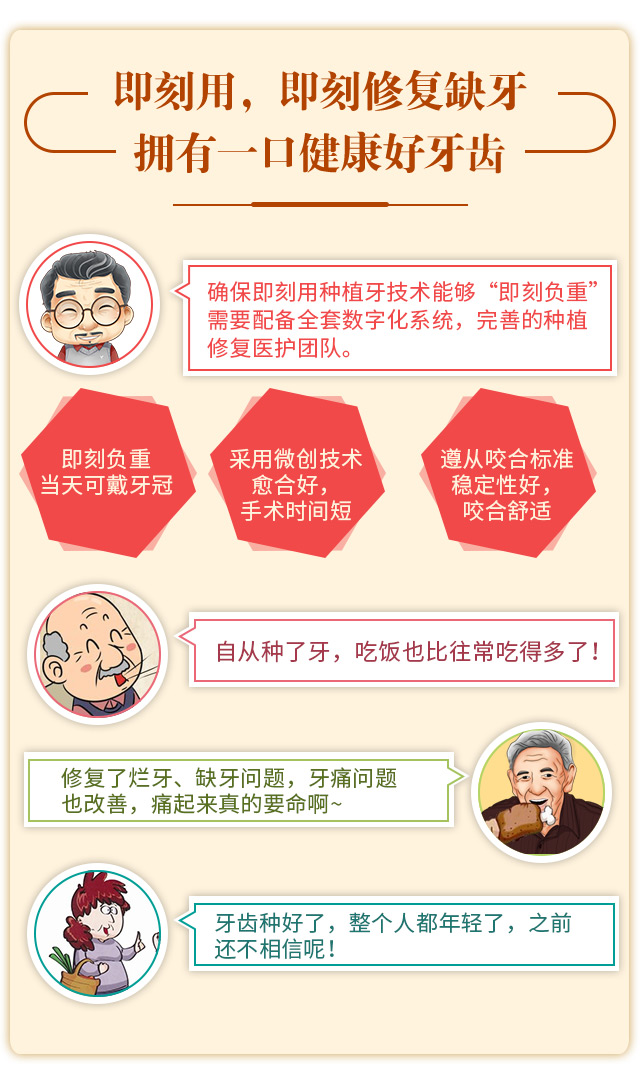 即刻用，即刻修复缺牙
拥有一口健康好牙齿
确保即刻用种植牙技术能够“即刻负重”
需要配备全套数字化系统，完善的种植
修复医护团队。
即刻负重
当天可戴牙冠
采用微创技术
愈合好，
手术时间短
遵从咬合标准
稳定性好，
咬合舒适
自从种了牙，吃饭也比往常吃得多了！
修复了烂牙、缺牙问题，牙痛问题
也改善，痛起来真的要命啊~
牙齿种好了，整个人都年轻了，之前
还不相信呢！